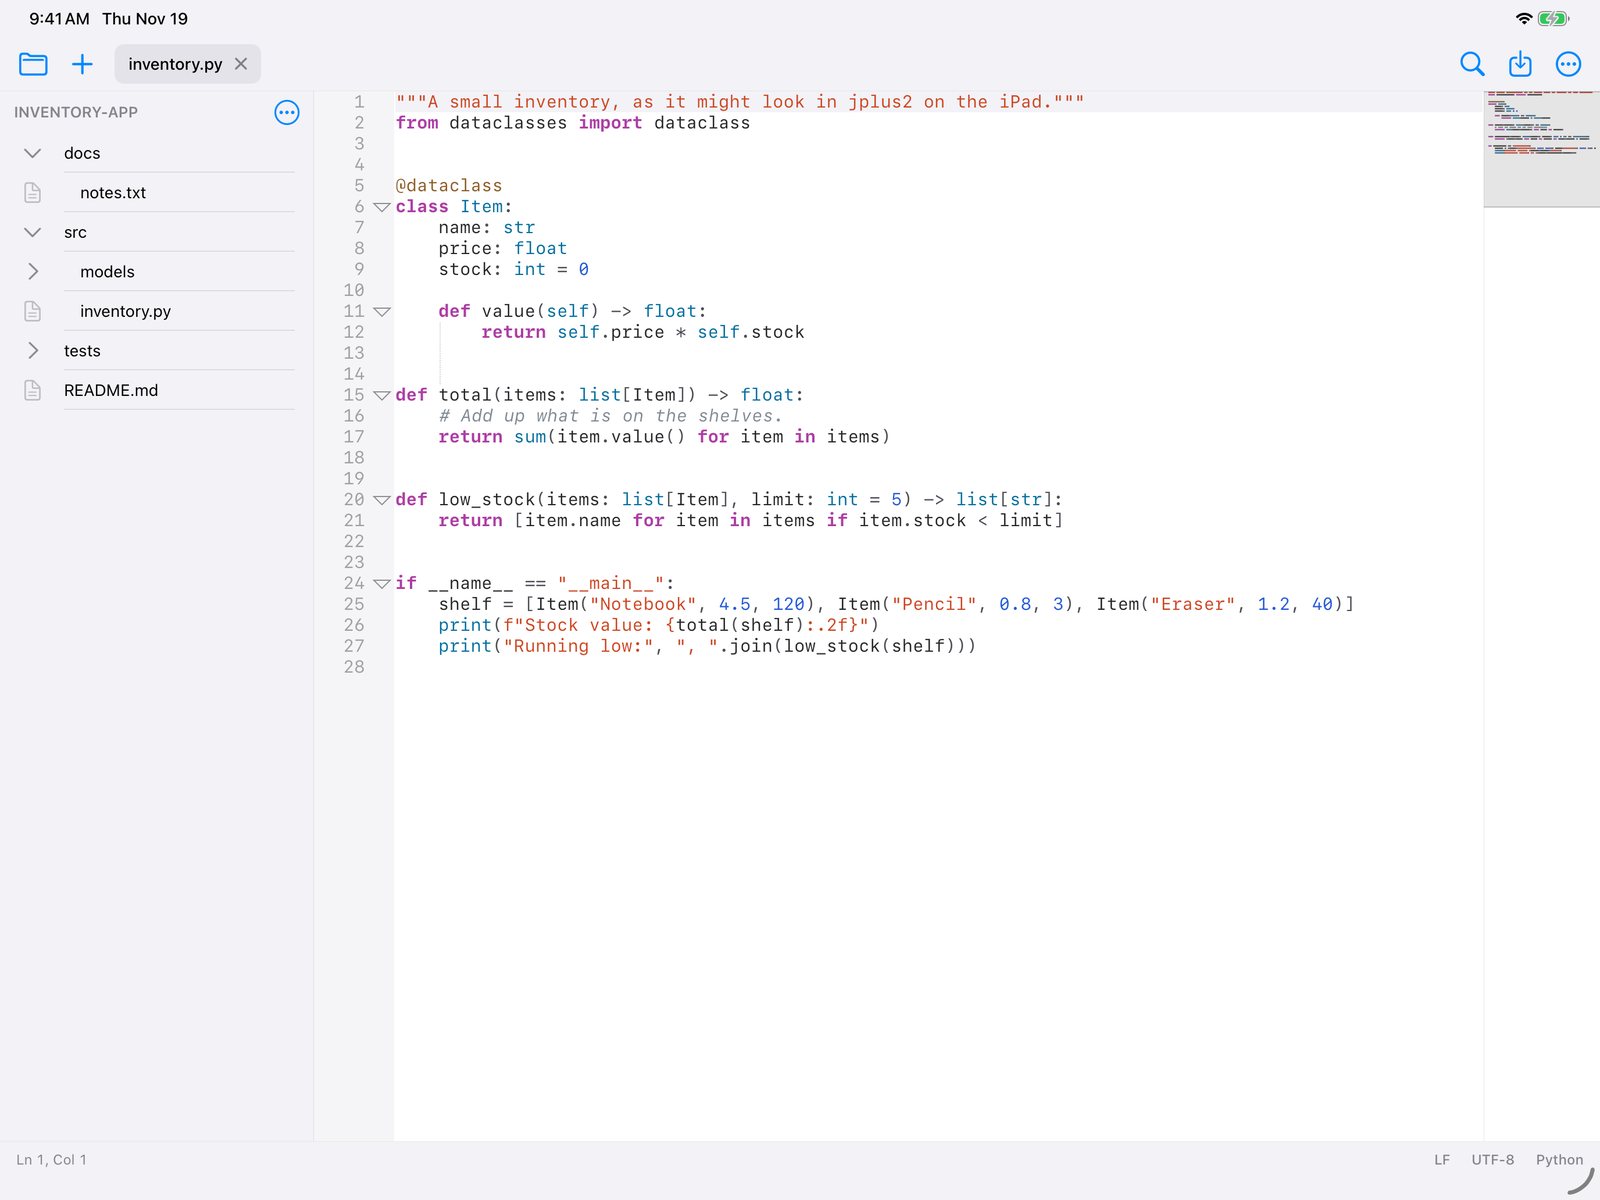 9:41 AM Thu Nov 19
inventory.py
INVENTORY-APP
docs
notes.txt
src
models
inventory.py
tests
README.md
1 """A small inventory, as it might look in jplus2 on the iPad."""
2 from dataclasses import dataclass
3
4
5 @dataclass
6 class Item:
7     name: str
8     price: float
9     stock: int = 0
10
11     def value(self) -> float:
12         return self.price * self.stock
13
14
15 def total(items: list[Item]) -> float:
16     # Add up what is on the shelves.
17     return sum(item.value() for item in items)
18
19
20 def low_stock(items: list[Item], limit: int = 5) -> list[str]:
21     return [item.name for item in items if item.stock < limit]
22
23
24 if __name__ == "__main__":
25     shelf = [Item("Notebook", 4.5, 120), Item("Pencil", 0.8, 3), Item("Eraser", 1.2, 40)]
26     print(f"Stock value: {total(shelf):.2f}")
27     print("Running low:", ", ".join(low_stock(shelf)))
28
Ln 1, Col 1
LF UTF-8 Python